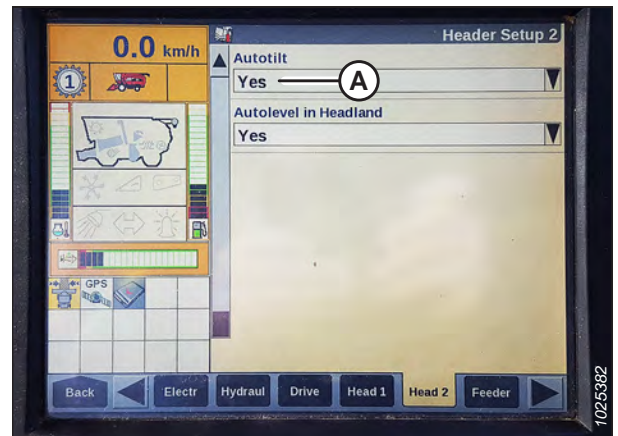 Header Setup 2
0.0 km/h
Autotilt
Yes
A
1
Autolevel in Headland
Yes
GPS
Back
Electr
Hydraul
Drive
Head 1
Head 2
Feeder
1025382